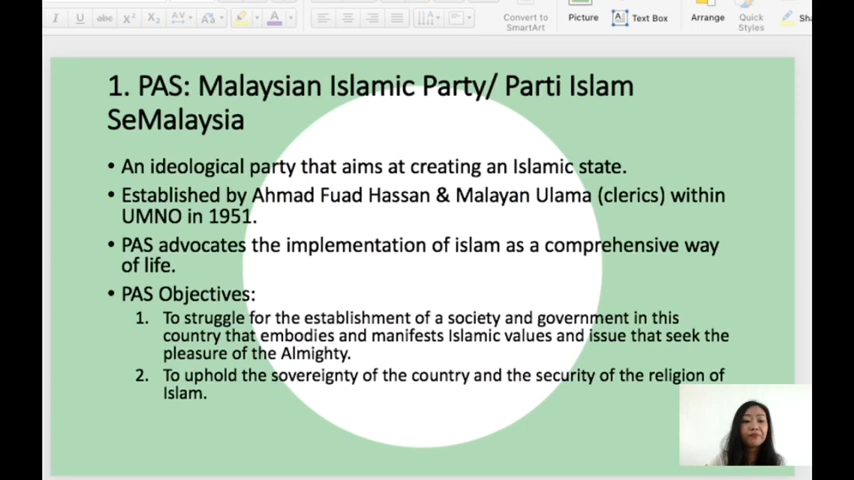 I U abc X² X₂ AV A
Convert to
SmartArt
Picture
A Text Box
Arrange
Quick
Styles
1. PAS: Malaysian Islamic Party/ Parti Islam
SeMalaysia
• An ideological party that aims at creating an Islamic state.
• Established by Ahmad Fuad Hassan & Malayan Ulama (clerics) within
UMNO in 1951.
• PAS advocates the implementation of islam as a comprehensive way
of life.
• PAS Objectives:
1. To struggle for the establishment of a society and government in this
country that embodies and manifests Islamic values and issue that seek the
pleasure of the Almighty.
2. To uphold the sovereignty of the country and the security of the religion of
Islam.